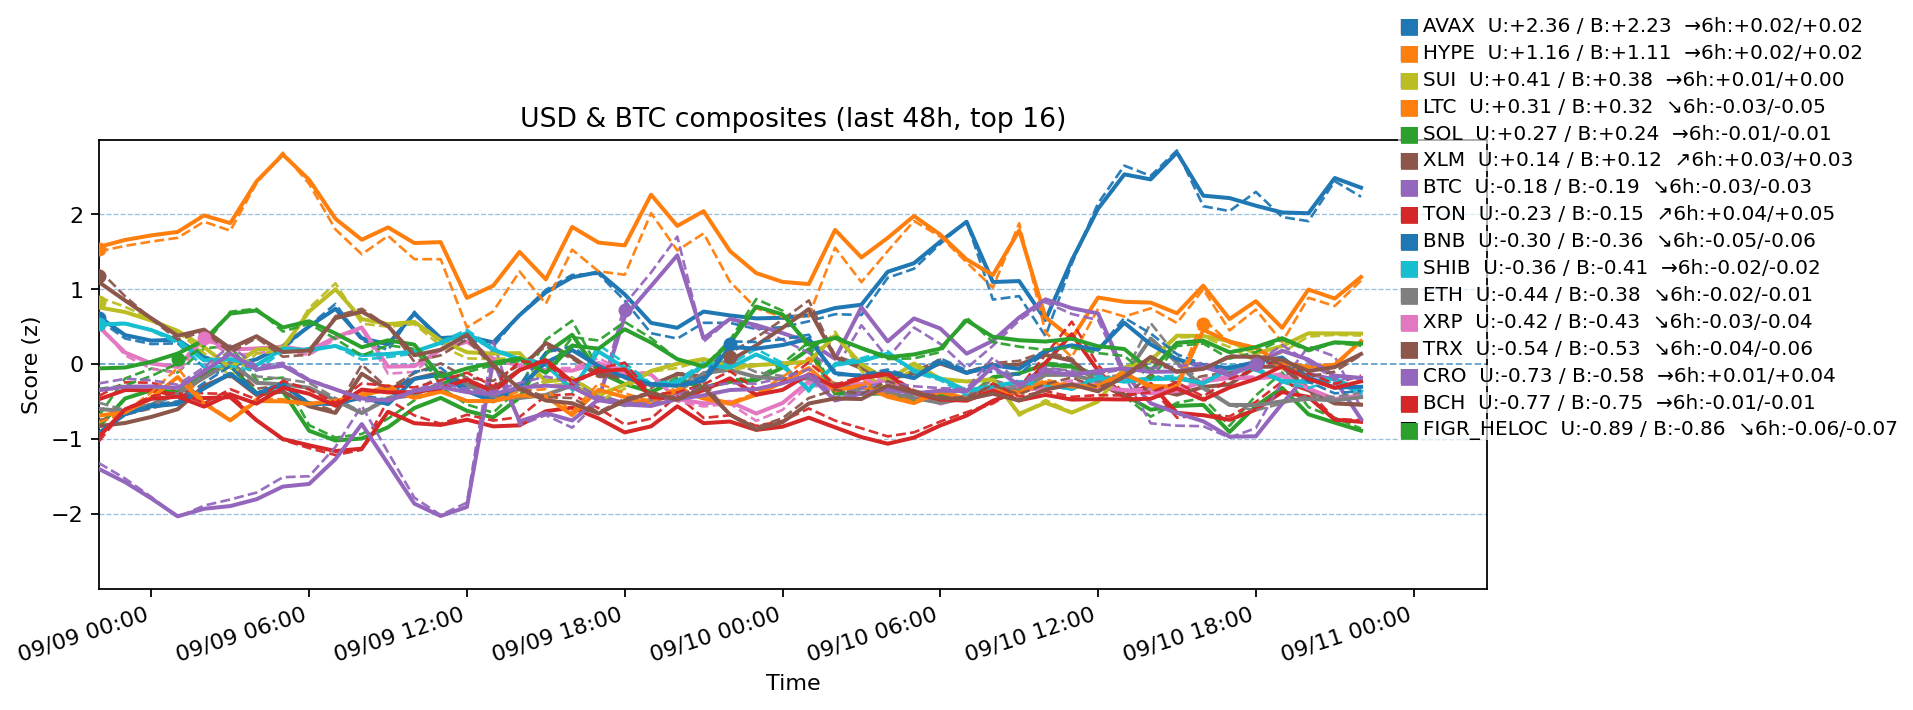 AVAX  U:+2.36 / B:+2.23  →6h:+0.02/+0.02
HYPE  U:+1.16 / B:+1.11  →6h:+0.02/+0.02
SUI  U:+0.41 / B:+0.38  →6h:+0.01/+0.00
LTC  U:+0.31 / B:+0.32  ↘6h:-0.03/-0.05
SOL  U:+0.27 / B:+0.24  →6h:-0.01/-0.01
XLM  U:+0.14 / B:+0.12  ↗6h:+0.03/+0.03
BTC  U:-0.18 / B:-0.19  ↘6h:-0.03/-0.03
TON  U:-0.23 / B:-0.15  ↗6h:+0.04/+0.05
BNB  U:-0.30 / B:-0.36  ↘6h:-0.05/-0.06
SHIB  U:-0.36 / B:-0.41  →6h:-0.02/-0.02
ETH  U:-0.44 / B:-0.38  ↘6h:-0.02/-0.01
XRP  U:-0.42 / B:-0.43  ↘6h:-0.03/-0.04
TRX  U:-0.54 / B:-0.53  ↘6h:-0.04/-0.06
CRO  U:-0.73 / B:-0.58  →6h:+0.01/+0.04
BCH  U:-0.77 / B:-0.75  →6h:-0.01/-0.01
FIGR_HELOC  U:-0.89 / B:-0.86  ↘6h:-0.06/-0.07
USD & BTC composites (last 48h, top 16)
Score (z)
2
1
0
−1
−2
09/09 00:00
09/09 06:00
09/09 12:00
09/09 18:00
09/10 00:00
09/10 06:00
09/10 12:00
09/10 18:00
09/11 00:00
Time